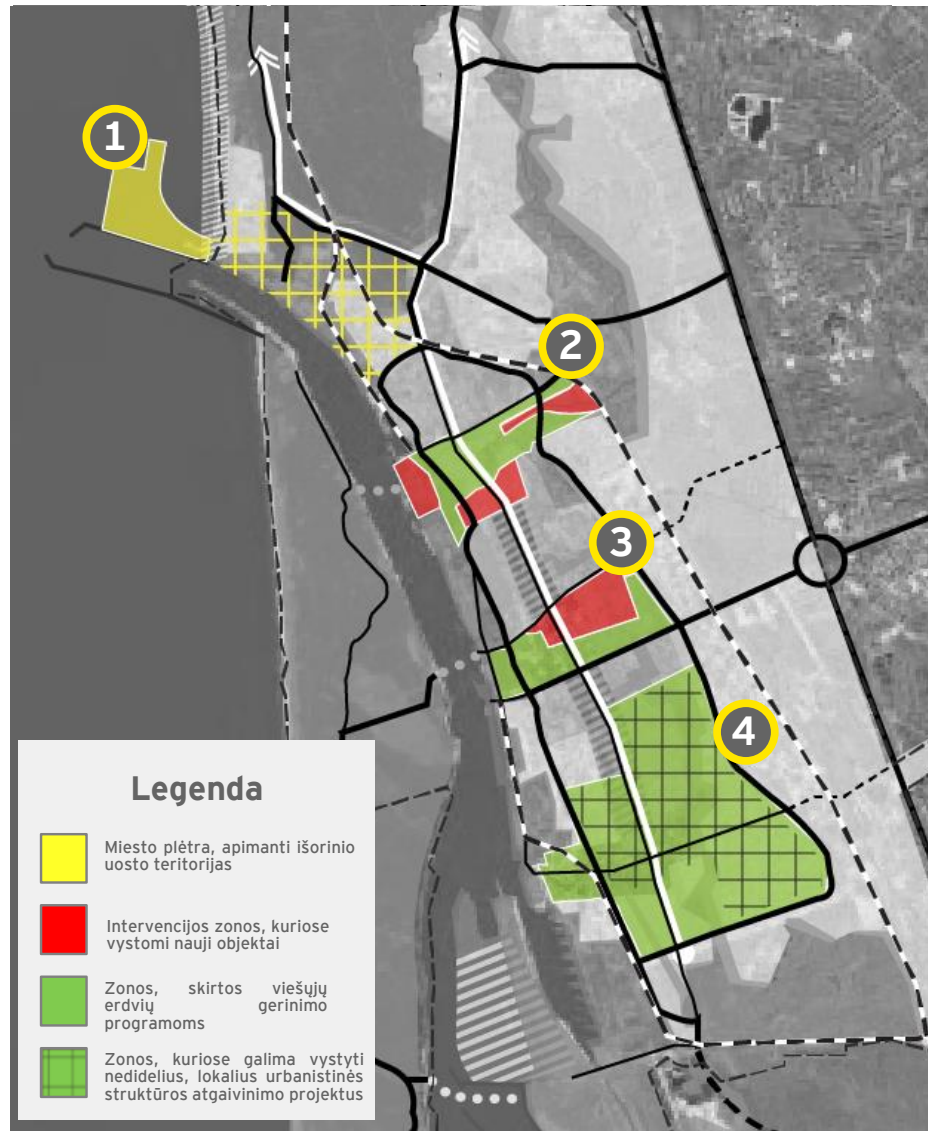 1
2
3
4
Legenda
Miesto plėtra, apimanti išorinio
uosto teritorijas
Intervencijos zonos, kuriose
vystomi nauji objektai
Zonos, skirtos viešųjų
erdvių gerinimo
programoms
Zonos, kuriose galima vystyti
nedidelius, lokalius urbanistinės
struktūros atgaivinimo projektus